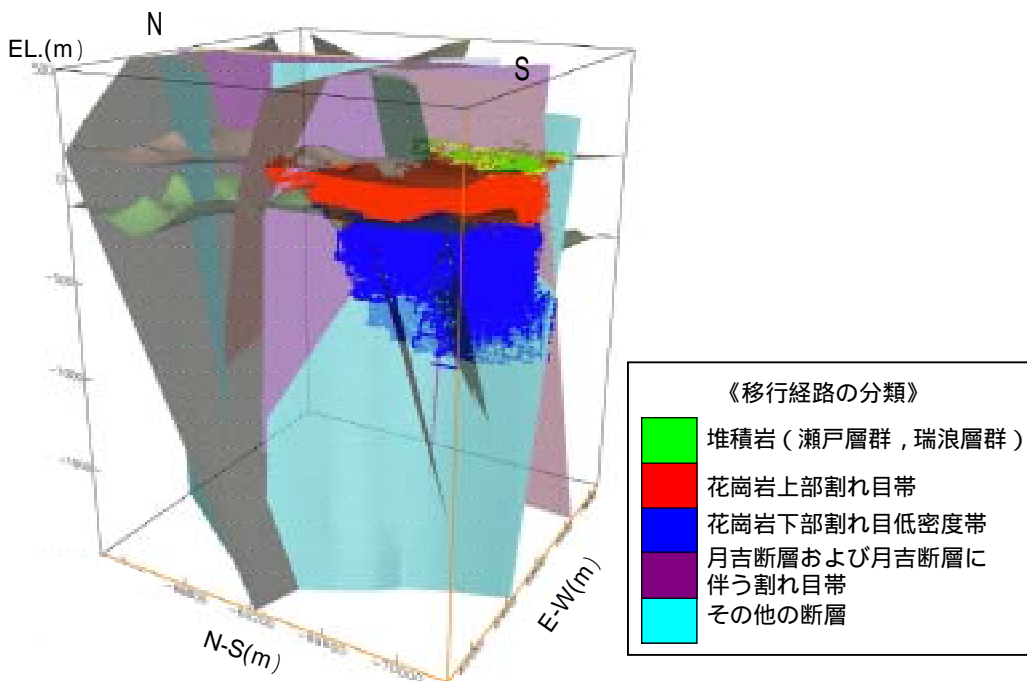 N
EL.(m)
S
N-S(m)
E-W(m)
《移行経路の分類》
堆積岩(瀬戸層群,瑞浪層群)
花崗岩上部割れ目帯
花崗岩下部割れ目低密度帯
月吉断層および月吉断層に
伴う割れ目帯
その他の断層